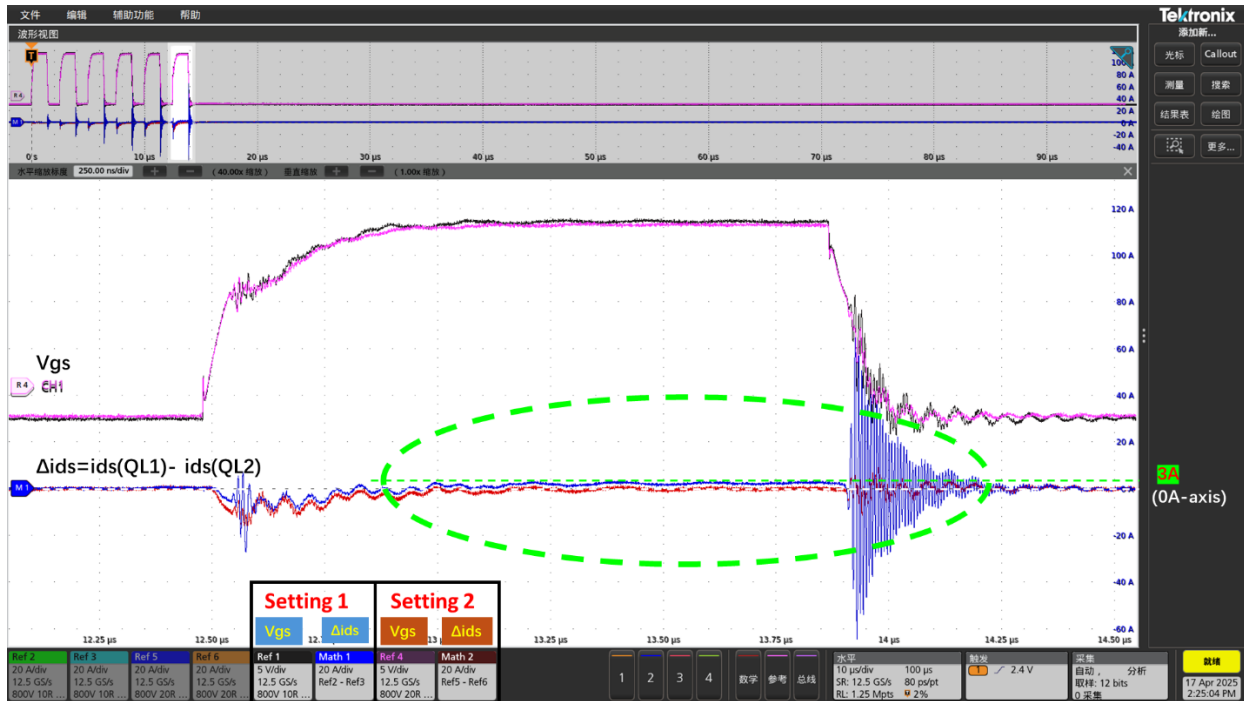 文件 编辑 辅助功能 帮助
Tektronix
波形视图
添加新...
光标 Callout
测量 搜索
结果表 绘图
更多...
T
R 4
M 1
80 A
60 A
40 A
20 A
0 A
-20 A
-40 A
0 s 10 µs 20 µs 30 µs 40 µs 50 µs 60 µs 70 µs 80 µs 90 µs
水平缩放标度 250.00 ns/div + − ( 40.00x 缩放 ) 垂直缩放 + − ( 1.00x 缩放 )
120 A
100 A
80 A
60 A
Vgs
R 4 CH1
40 A
20 A
Δids=ids(QL1)- ids(QL2)
M 1
3A
(0A-axis)
-20 A
-40 A
-60 A
Setting 1 Setting 2
Vgs Δids Vgs Δids
12.25 µs 12.50 µs 13.25 µs 13.50 µs 13.75 µs 14 µs 14.25 µs 14.50 µs
Ref 2
20 A/div
12.5 GS/s
800V 10R ...
Ref 3
20 A/div
12.5 GS/s
800V 10R ...
Ref 5
20 A/div
12.5 GS/s
800V 20R ...
Ref 6
20 A/div
12.5 GS/s
800V 20R ...
Ref 1
5 V/div
12.5 GS/s
800V 10R ...
Math 1
20 A/div
Ref2 - Ref3
Ref 4
5 V/div
12.5 GS/s
800V 20R ...
Math 2
20 A/div
Ref5 - Ref6
1 2 3 4 数学 参考 总线
水平
10 µs/div 100 µs
SR: 12.5 GS/s 80 ps/pt
RL: 1.25 Mpts 2%
触发
1 2.4 V
采集
自动, 分析
取样: 12 bits
0 采集
就绪
17 Apr 2025
2:25:04 PM